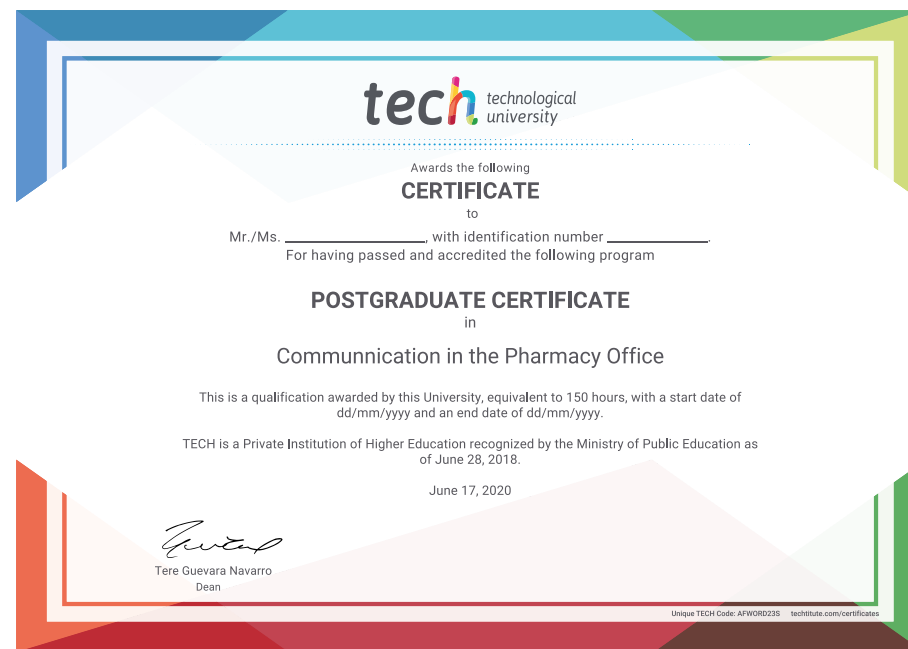 tech technological
university
Awards the following
CERTIFICATE
to
Mr./Ms. ____________, with identification number ____________.
For having passed and accredited the following program
POSTGRADUATE CERTIFICATE
in
Communnication in the Pharmacy Office
This is a qualification awarded by this University, equivalent to 150 hours, with a start date of
dd/mm/yyyy and an end date of dd/mm/yyyy.
TECH is a Private Institution of Higher Education recognized by the Ministry of Public Education as
of June 28, 2018.
June 17, 2020
Tere Guevara Navarro
Dean
Unique TECH Code: AFWORD23S techtitute.com/certificates